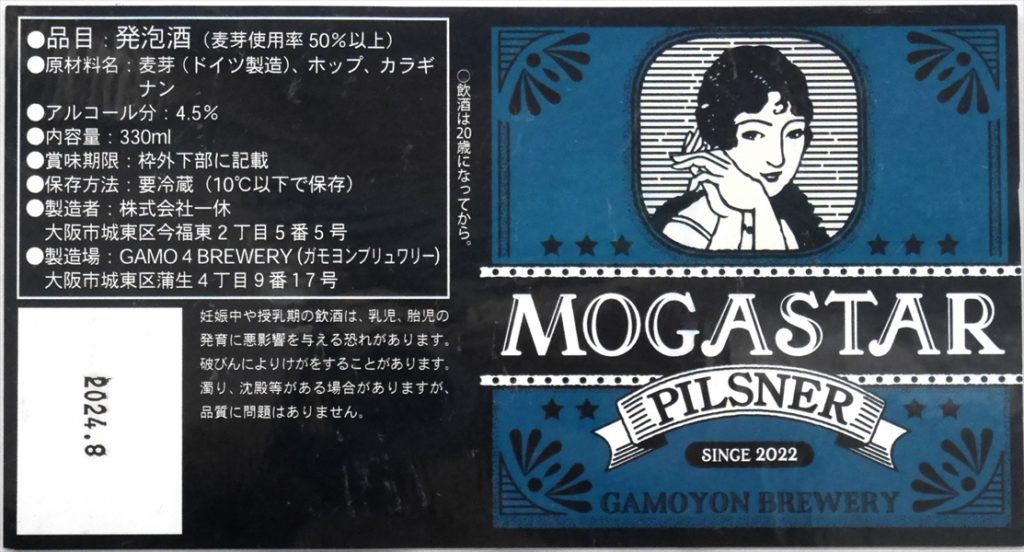 ●品目：発泡酒（麦芽使用率50％以上）
●原材料名：麦芽（ドイツ製造）、ホップ、カラギ
ナン
●アルコール分：4.5％
●内容量：330ml
●賞味期限：枠外下部に記載
●保存方法：要冷蔵（10℃以下で保存）
●製造者：株式会社一休
大阪市城東区今福東２丁目５番５号
●製造場：GAMO４BREWERY (ガモヨンブリュワリー)
大阪市城東区蒲生４丁目９番１７号
妊娠中や授乳期の飲酒は、乳児、胎児の
発育に悪影響を与える恐れがあります。
破びんによりけがをすることがあります。
濁り、沈殿等がある場合がありますが、
品質に問題はありません。
2024.8
○飲酒は20歳になってから。
MOGASTAR
PILSNER
SINCE 2022
GAMOYON BREWERY